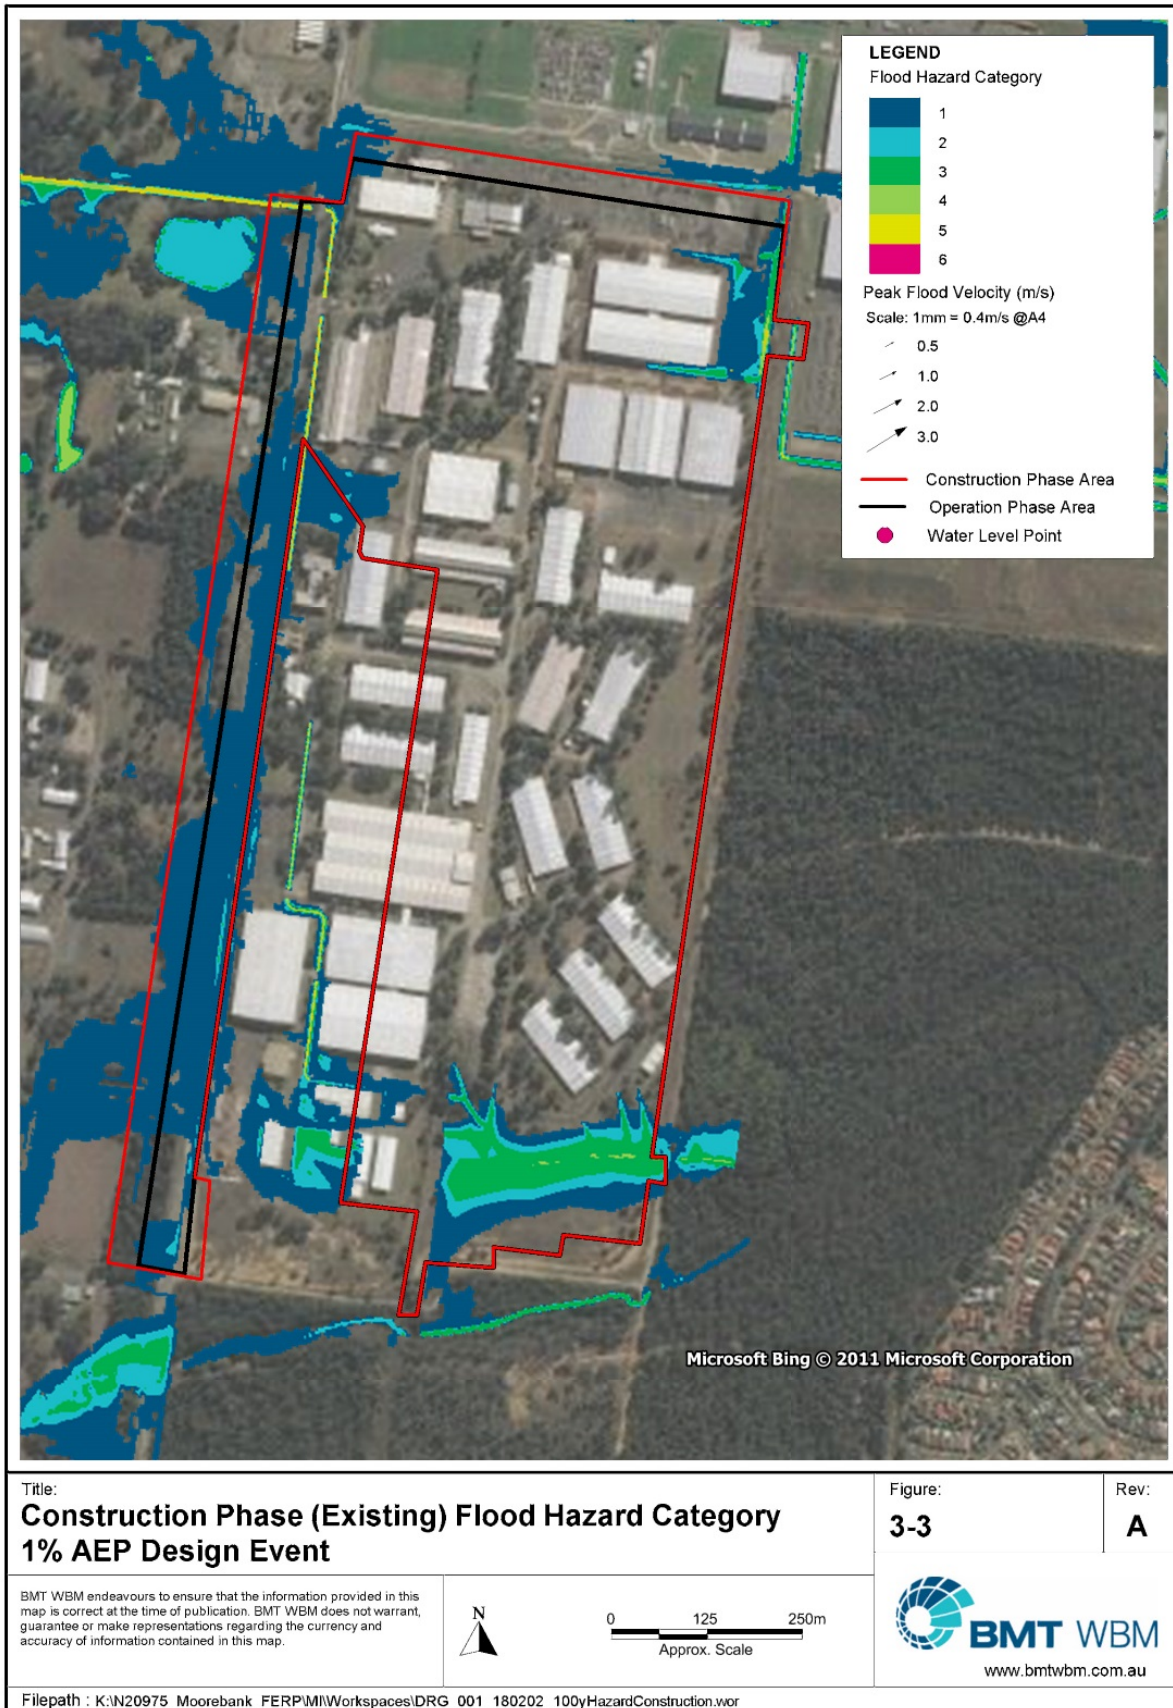 LEGEND
Flood Hazard Category
1
2
3
4
5
6
Peak Flood Velocity (m/s)
Scale: 1mm = 0.4m/s @A4
0.5
1.0
2.0
3.0
Construction Phase Area
Operation Phase Area
Water Level Point
Microsoft Bing © 2011 Microsoft Corporation
Title:
Construction Phase (Existing) Flood Hazard Category
1% AEP Design Event
Figure:
3-3
Rev:
A
BMT WBM endeavours to ensure that the information provided in this
map is correct at the time of publication. BMT WBM does not warrant,
guarantee or make representations regarding the currency and
accuracy of information contained in this map.
N
0 125 250m
Approx. Scale
BMT WBM
www.bmtwbm.com.au
Filepath : K:\N20975_Moorebank_FERP\MI\Workspaces\DRG_001_180202_100yHazardConstruction.wor